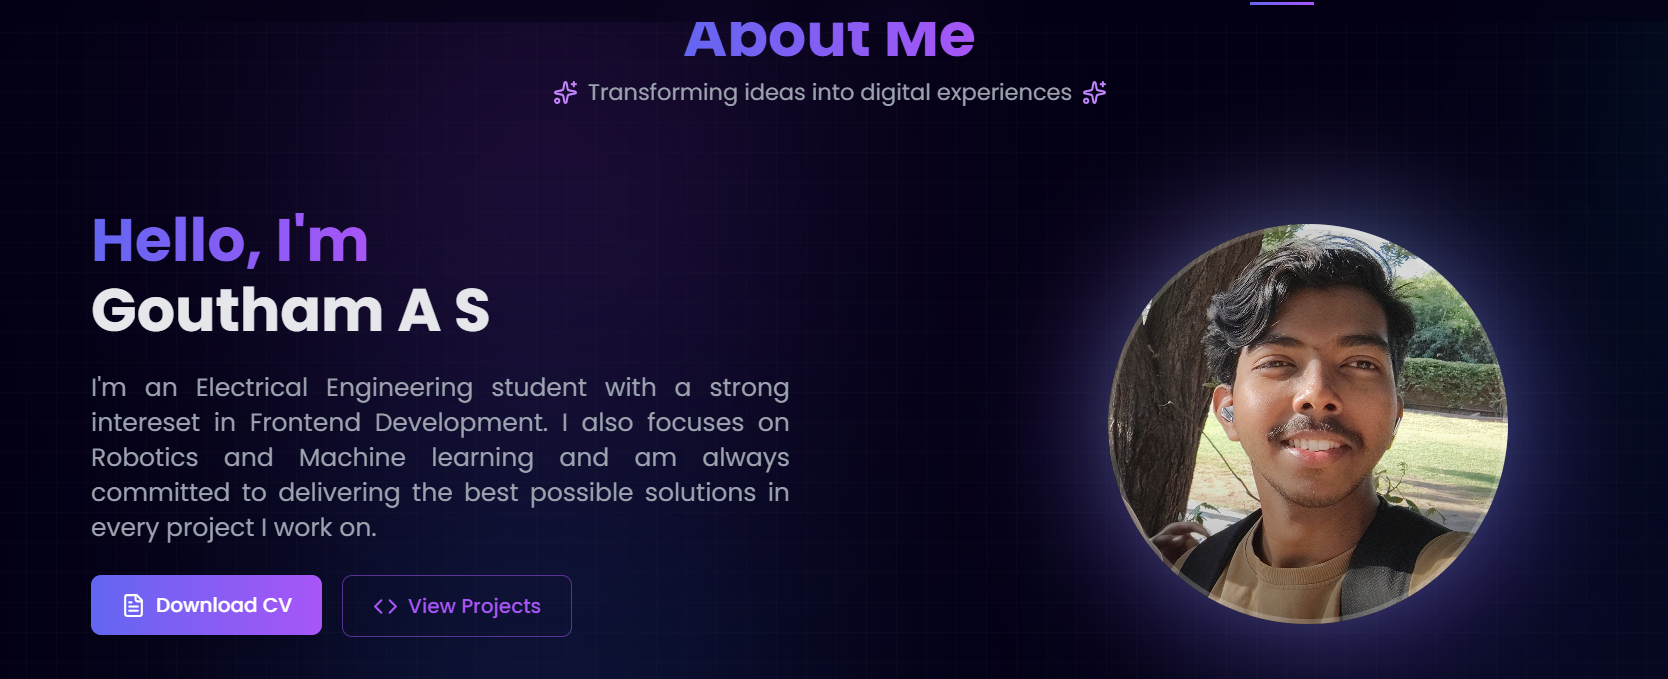 About Me
Transforming ideas into digital experiences
Hello, I'm
Goutham A S
I'm an Electrical Engineering student with a strong
intereset in Frontend Development. I also focuses on
Robotics and Machine learning and am always
committed to delivering the best possible solutions in
every project I work on.
Download CV
View Projects